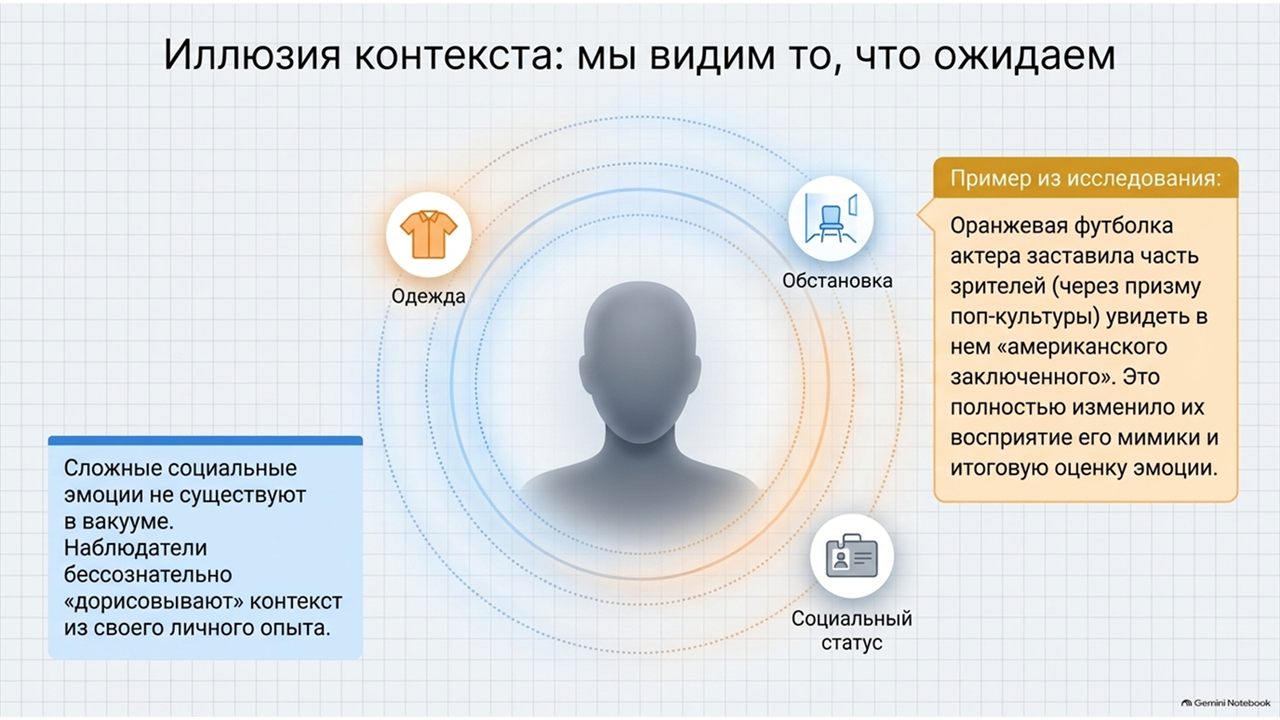 Иллюзия контекста: мы видим то, что ожидаем
Одежда
Обстановка
Пример из исследования:
Оранжевая футболка
актера заставила часть
зрителей (через призму
поп-культуры) увидеть в
нем «американского
заключенного». Это
полностью изменило их
восприятие его мимики и
итоговую оценку эмоции.
Сложные социальные
эмоции не существуют
в вакууме.
Наблюдатели
бессознательно
«дорисовывают» контекст
из своего личного опыта.
Социальный
статус
Gemini Notebook